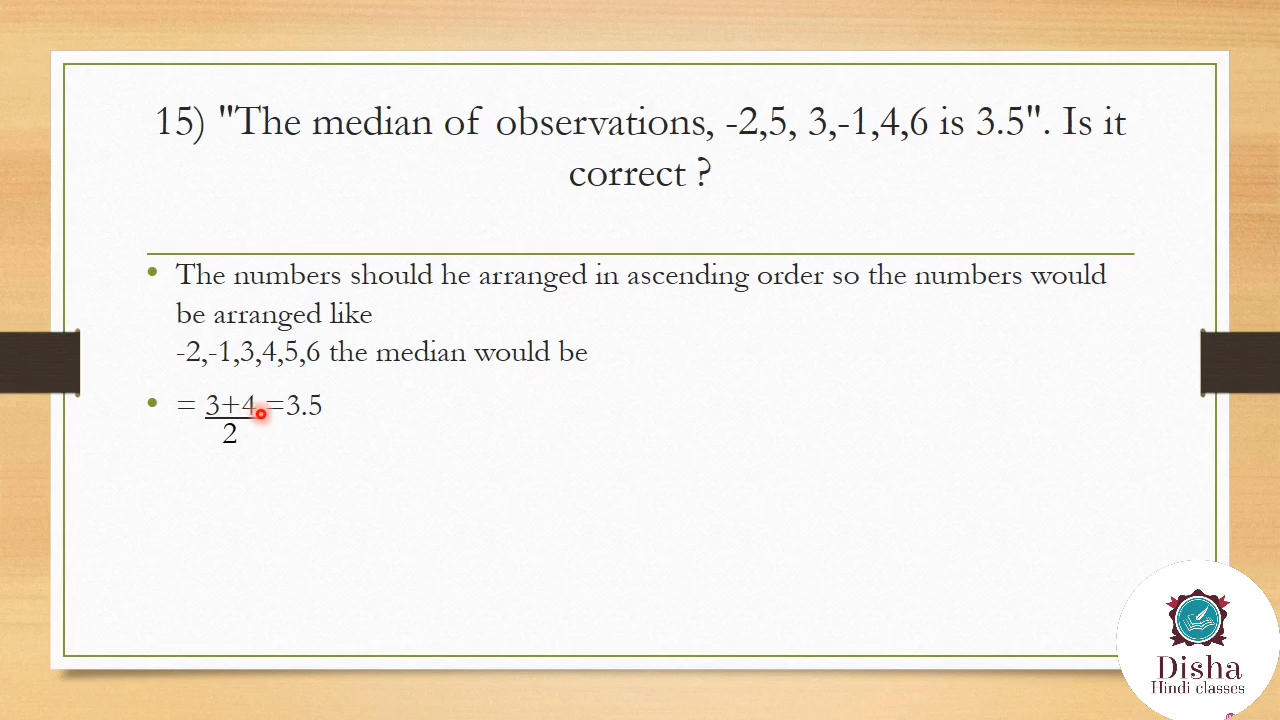 15) "The median of observations, -2,5, 3,-1,4,6 is 3.5". Is it
correct ?
• The numbers should he arranged in ascending order so the numbers would
be arranged like
-2,-1,3,4,5,6 the median would be
• = 3+4 =3.5
2
Disha
Hindi classes